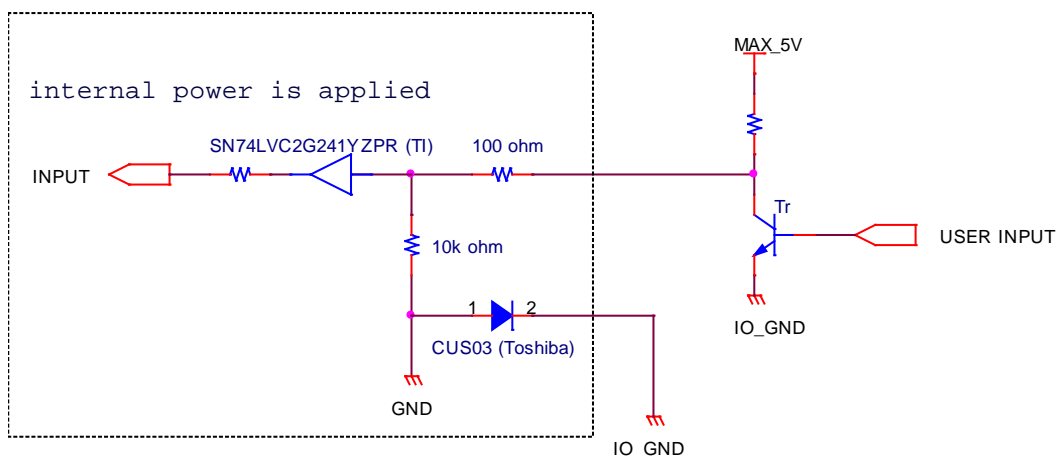 MAX_5V
internal power is applied
SN74LVC2G241YZPR (TI)
100 ohm
INPUT
Tr
USER INPUT
10k ohm
1
2
IO_GND
CUS03 (Toshiba)
GND
IO_GND